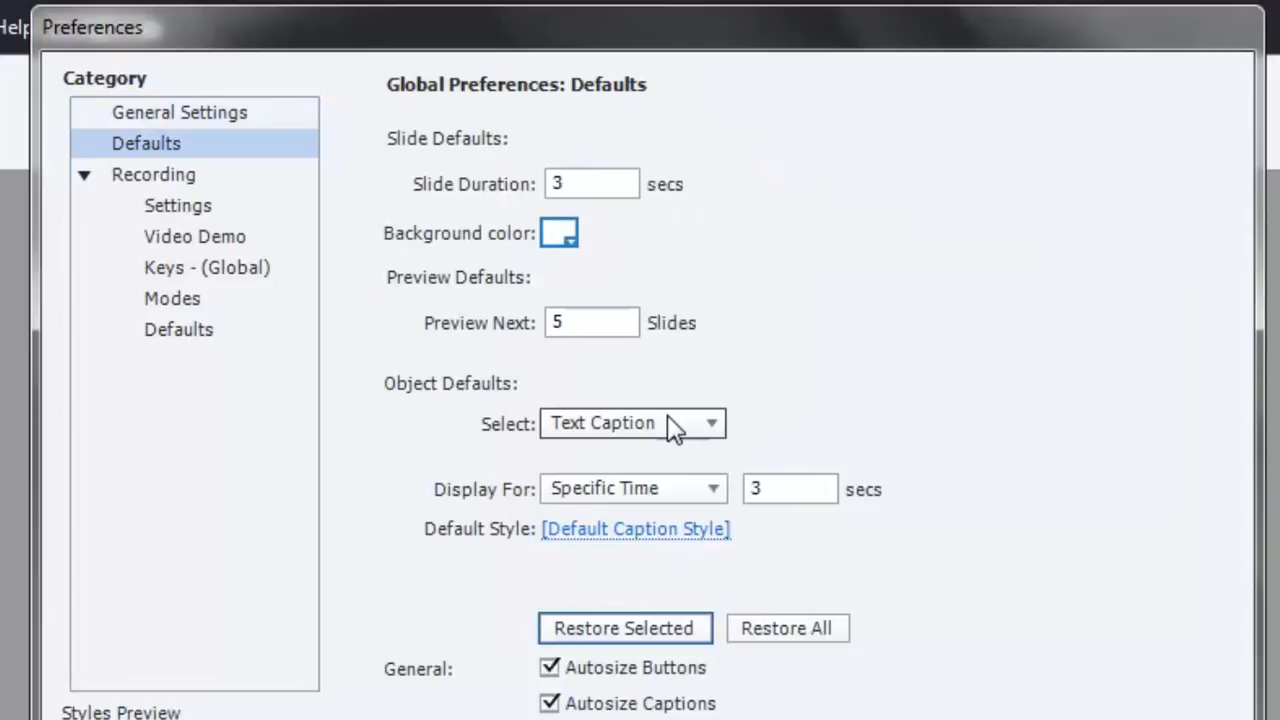 Help
Preferences
Category
General Settings
Defaults
Recording
Settings
Video Demo
Keys - (Global)
Modes
Defaults
Styles Preview
Global Preferences: Defaults
Slide Defaults:
Slide Duration: 3 secs
Background color:
Preview Defaults:
Preview Next: 5 Slides
Object Defaults:
Select: Text Caption
Display For: Specific Time 3 secs
Default Style: [Default Caption Style]
Restore Selected Restore All
General: Autosize Buttons
Autosize Captions